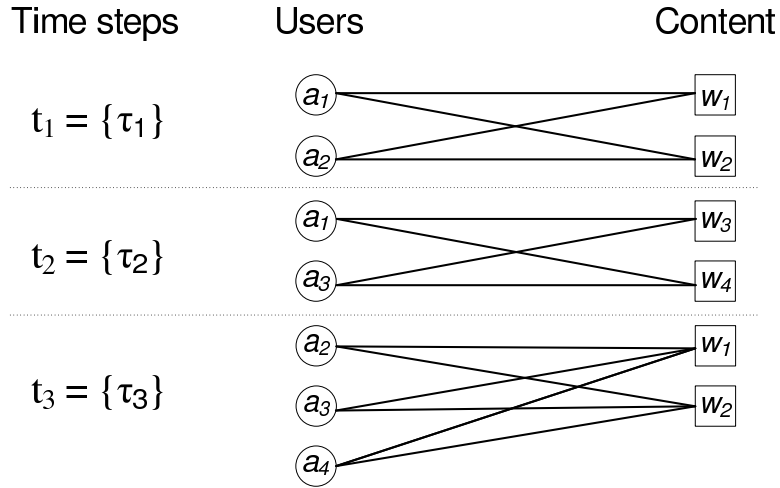 Time steps Users Content
t₁ = {τ₁}
a₁ w₁
a₂ w₂
t₂ = {τ₂}
a₁ w₃
a₃ w₄
t₃ = {τ₃}
a₂ w₁
a₃ w₂
a₄